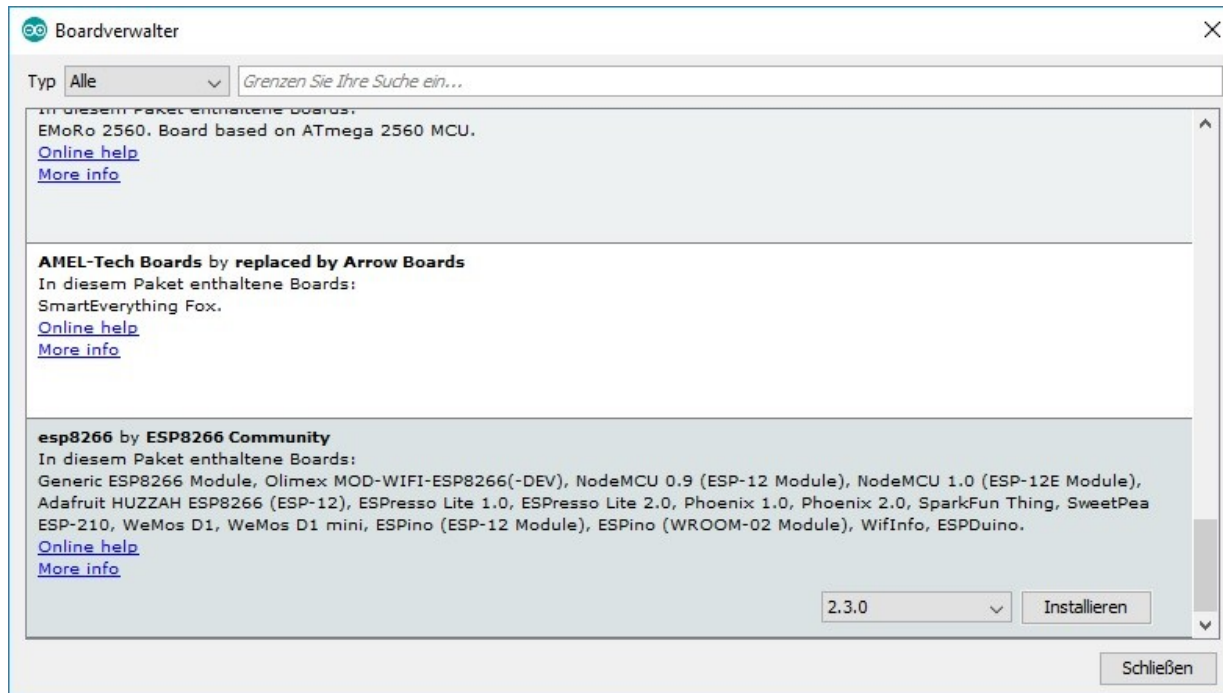 Boardverwalter
Typ Alle Grenzen Sie Ihre Suche ein...
In diesem Paket enthaltene Boards:
EMoRo 2560. Board based on ATmega 2560 MCU.
Online help
More info
AMEL-Tech Boards by replaced by Arrow Boards
In diesem Paket enthaltene Boards:
SmartEverything Fox.
Online help
More info
esp8266 by ESP8266 Community
In diesem Paket enthaltene Boards:
Generic ESP8266 Module, Olimex MOD-WIFI-ESP8266(-DEV), NodeMCU 0.9 (ESP-12 Module), NodeMCU 1.0 (ESP-12E Module),
Adafruit HUZZAH ESP8266 (ESP-12), ESPresso Lite 1.0, ESPresso Lite 2.0, Phoenix 1.0, Phoenix 2.0, SparkFun Thing, SweetPea
ESP-210, WeMos D1, WeMos D1 mini, ESPino (ESP-12 Module), ESPino (WROOM-02 Module), WifInfo, ESPDuino.
Online help
More info
2.3.0 Installieren
Schließen